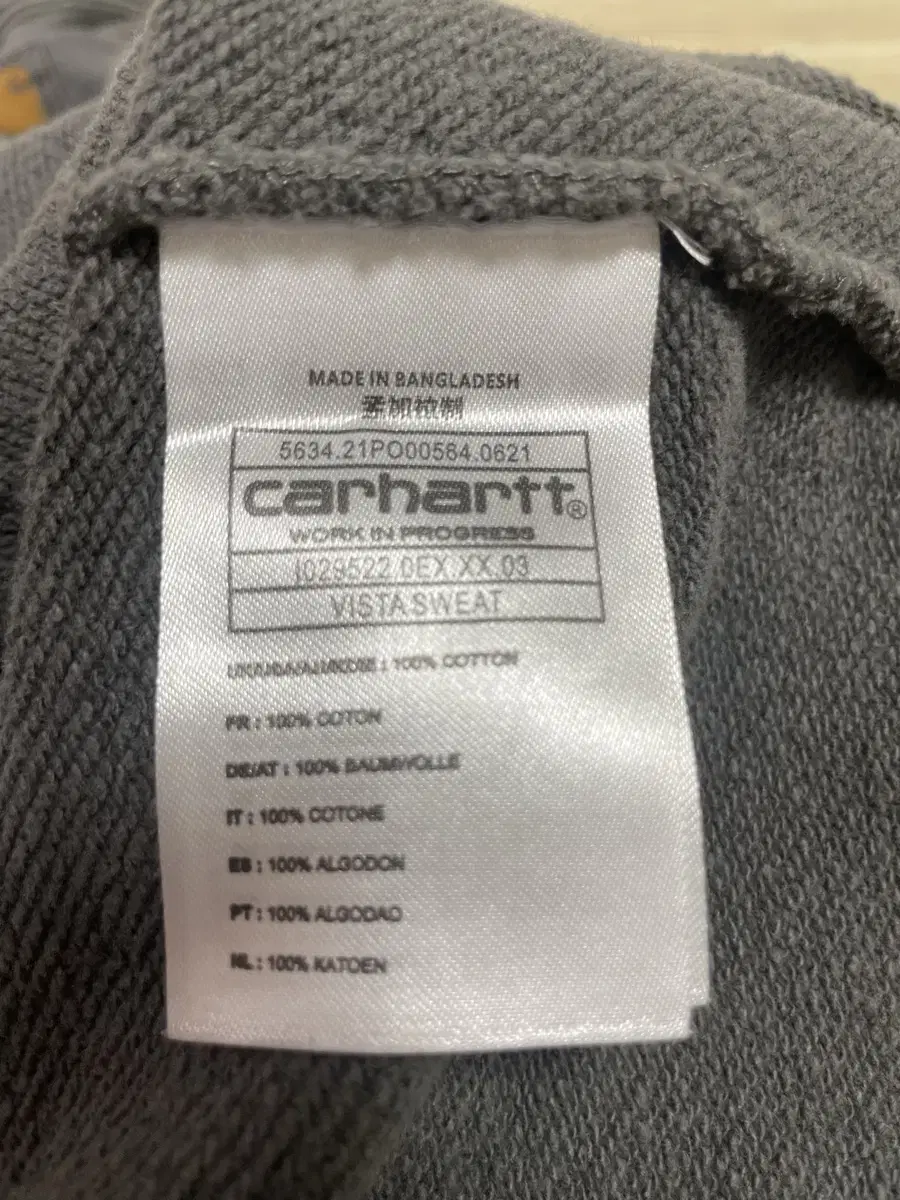 MADE IN BANGLADESH
孟加拉制
5634.21PO00584.0621
carhartt®
WORK IN PROGRESS
I029522.0EX.XX.03
VISTA SWEAT
: 100% COTTON
FR : 100% COTON
DE/AT : 100% BAUMWOLLE
IT : 100% COTONE
ES : 100% ALGODON
PT : 100% ALGODAO
NL : 100% KATOEN